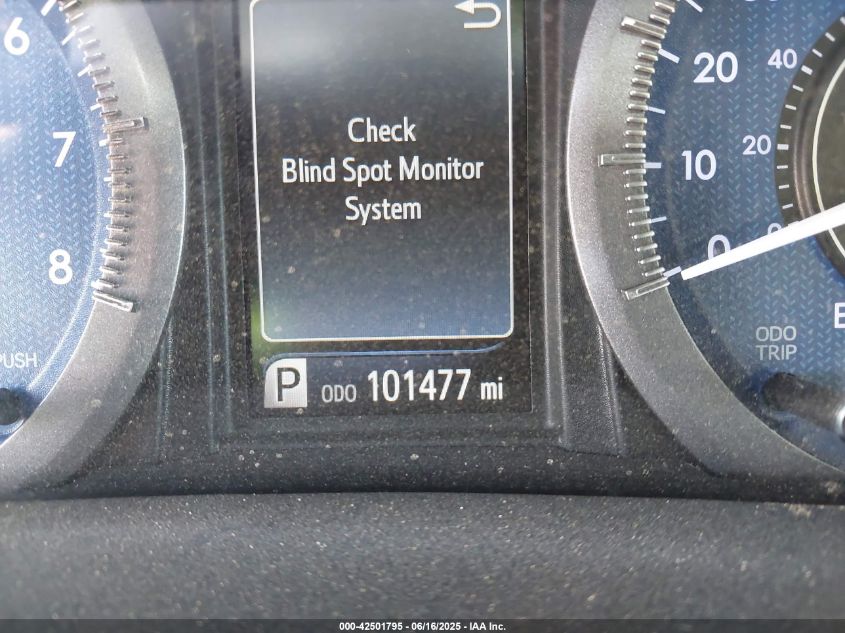 6
7
8
PUSH
Check
Blind Spot Monitor
System
P ODO 101477 mi
20
10
0
40
20
ODO
TRIP
000-42501795 - 06/16/2025 - IAA Inc.